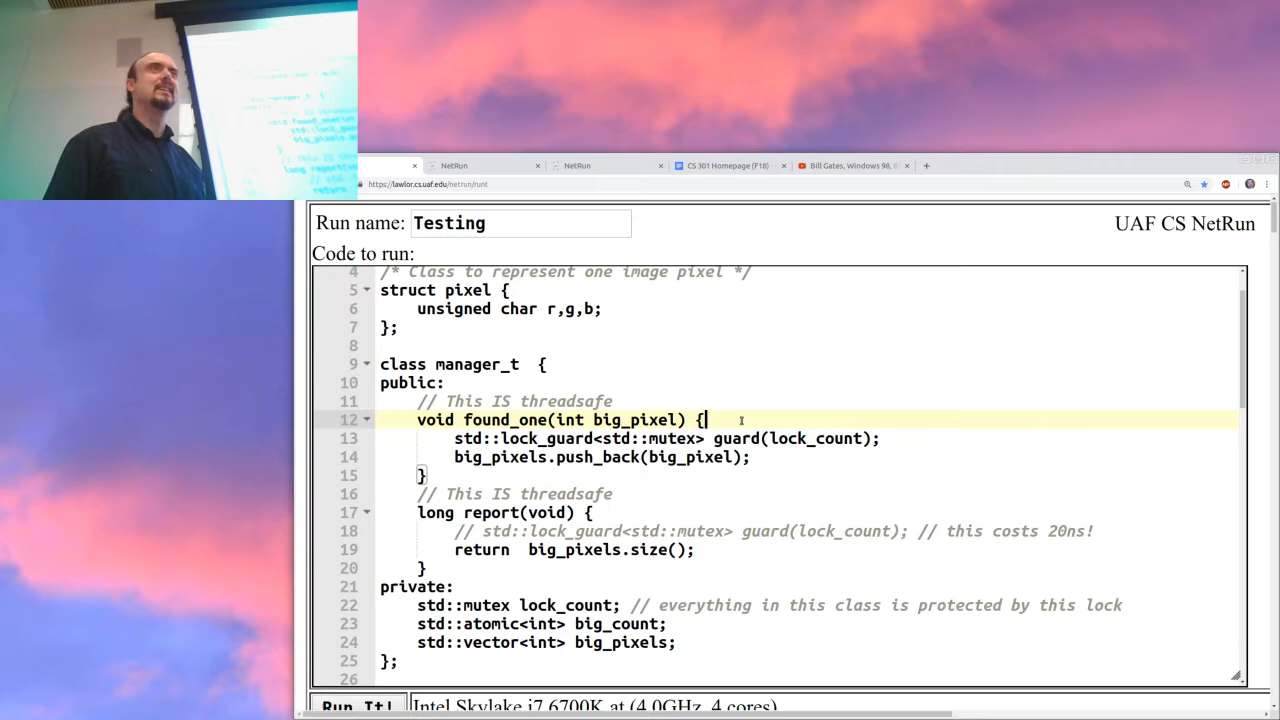 NetRun
NetRun
CS 301 Homepage (F18)
Bill Gates, Windows 98,
https://lawlor.cs.uaf.edu/netrun/runt
Run name: Testing
UAF CS NetRun
Code to run:
4 /* Class to represent one image pixel */
5 struct pixel {
6 unsigned char r,g,b;
7 };
8
9 class manager_t {
10 public:
11 // This IS threadsafe
12 void found_one(int big_pixel) {
13 std::lock_guard<std::mutex> guard(lock_count);
14 big_pixels.push_back(big_pixel);
15 }
16 // This IS threadsafe
17 long report(void) {
18 // std::lock_guard<std::mutex> guard(lock_count); // this costs 20ns!
19 return big_pixels.size();
20 }
21 private:
22 std::mutex lock_count; // everything in this class is protected by this lock
23 std::atomic<int> big_count;
24 std::vector<int> big_pixels;
25 };
26
Run It! Intel Skylake i7 6700K at (4.0GHz, 4 cores)